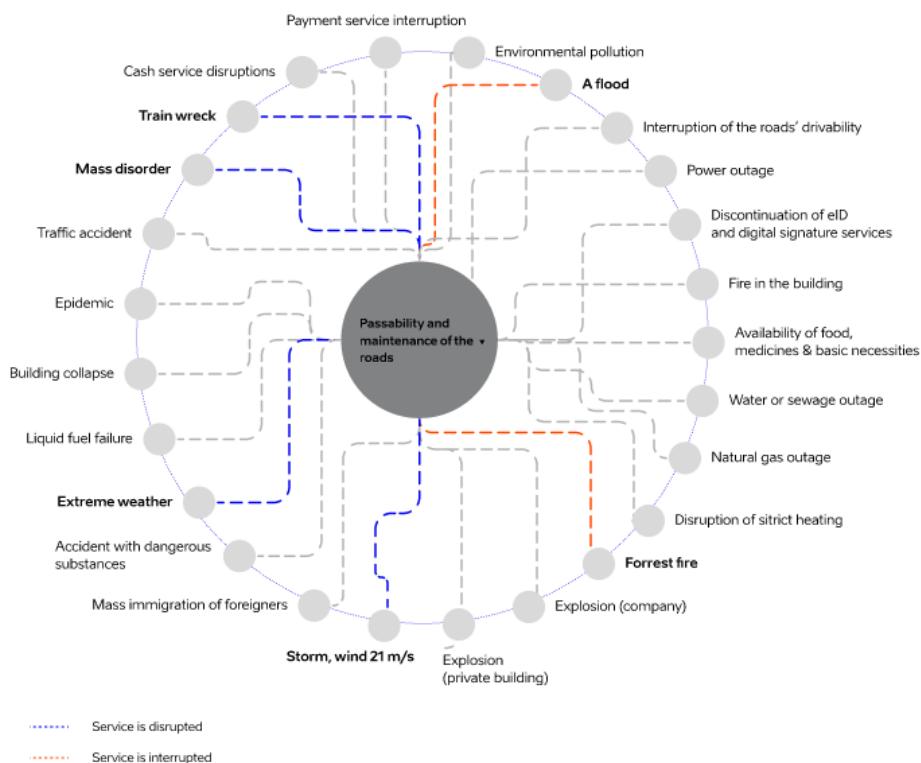 Payment service interruption
Environmental pollution
Cash service disruptions
A flood
Train wreck
Interruption of the roads' drivability
Mass disorder
Power outage
Traffic accident
Discontinuation of eID
and digital signature services
Epidemic
Fire in the building
Passability and
maintenance of the
roads
Availability of food,
medicines & basic necessities
Building collapse
Water or sewage outage
Liquid fuel failure
Natural gas outage
Extreme weather
Disruption of sitrict heating
Accident with dangerous
substances
Forrest fire
Mass immigration of foreigners
Explosion (company)
Storm, wind 21 m/s
Explosion
(private building)
Service is disrupted
Service is interrupted